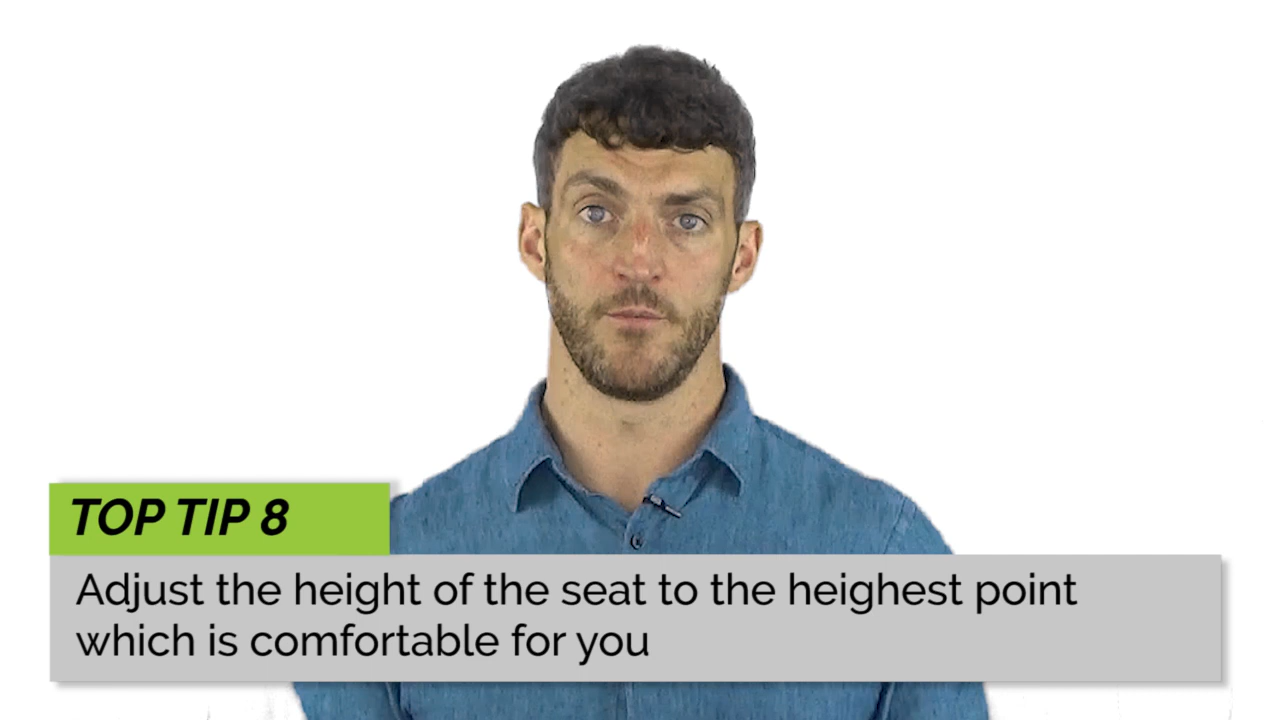 TOP TIP 8
Adjust the height of the seat to the heighest point
which is comfortable for you